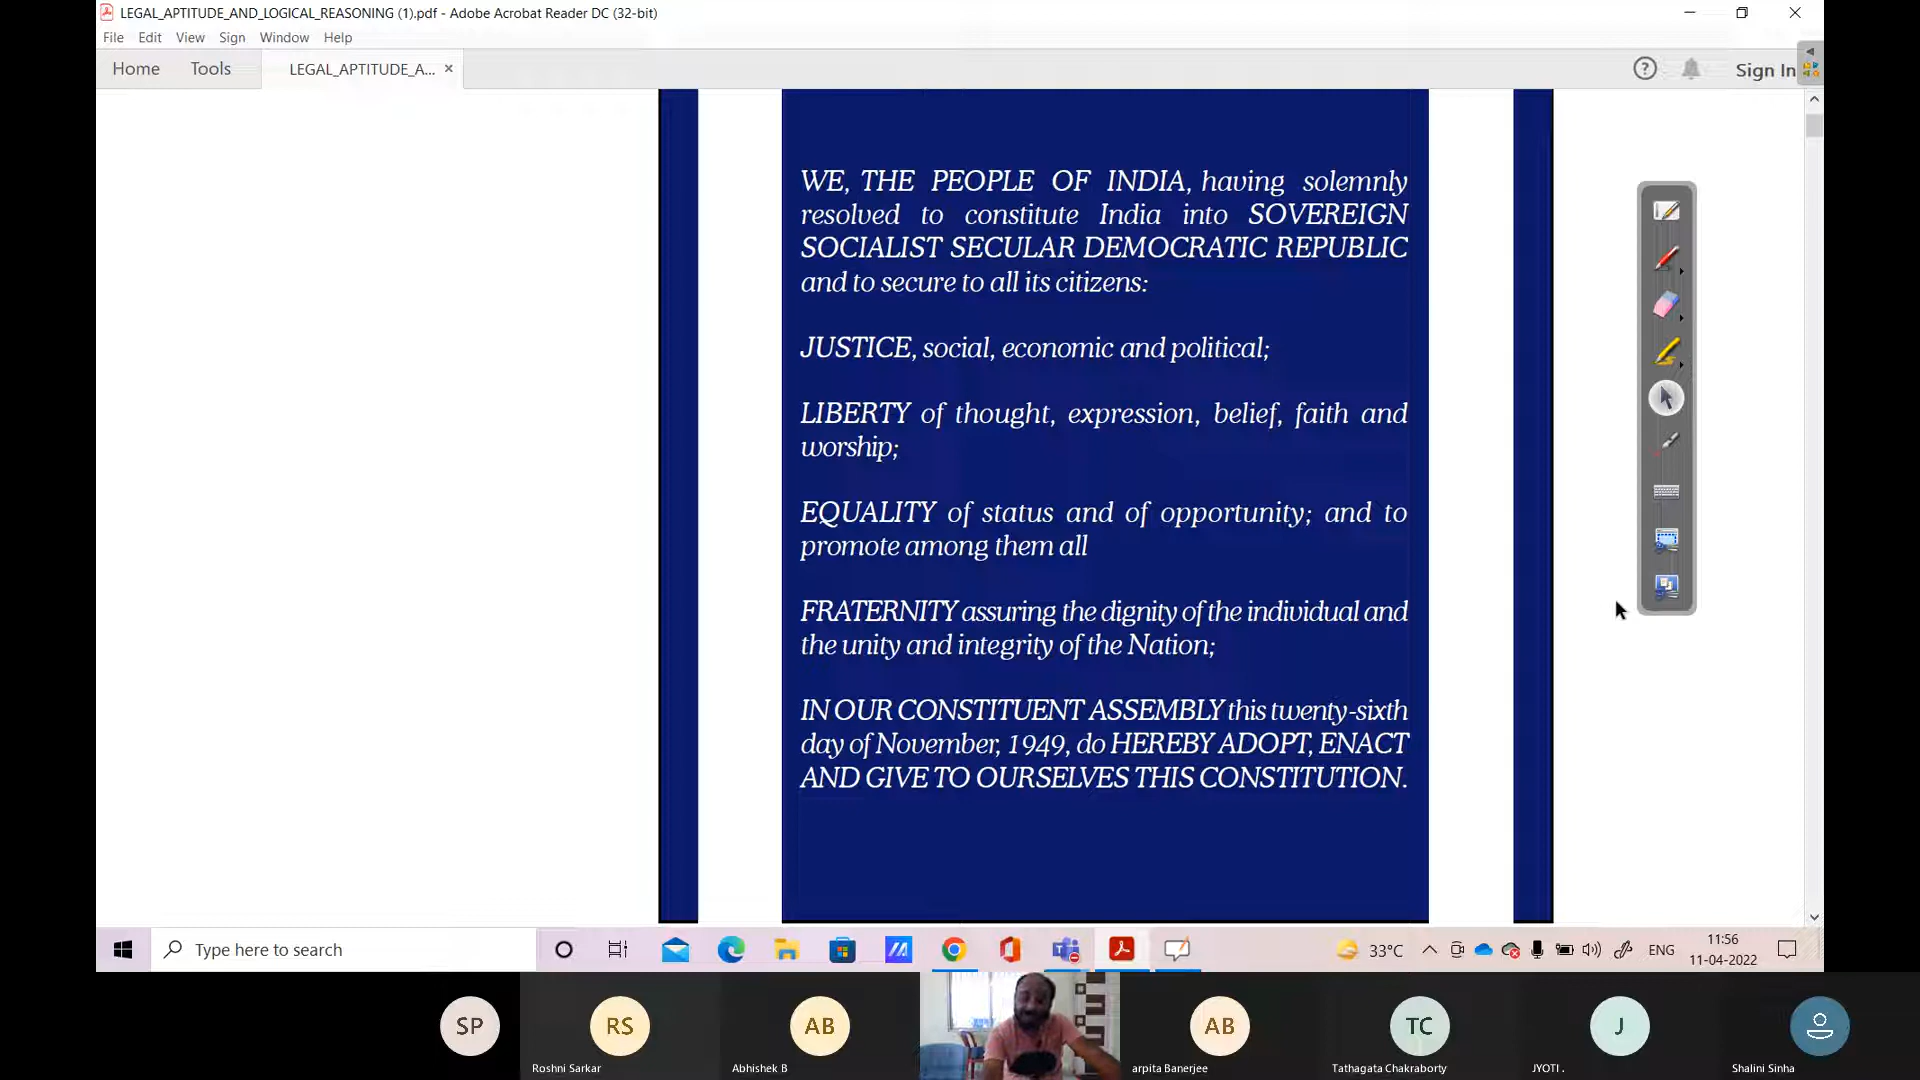 LEGAL_APTITUDE_AND_LOGICAL_REASONING (1).pdf - Adobe Acrobat Reader DC (32-bit)
File Edit View Sign Window Help
Home Tools LEGAL_APTITUDE_A... × Sign In
WE, THE PEOPLE OF INDIA, having solemnly
resolved to constitute India into SOVEREIGN
SOCIALIST SECULAR DEMOCRATIC REPUBLIC
and to secure to all its citizens:
JUSTICE, social, economic and political;
LIBERTY of thought, expression, belief, faith and
worship;
EQUALITY of status and of opportunity; and to
promote among them all
FRATERNITY assuring the dignity of the individual and
the unity and integrity of the Nation;
IN OUR CONSTITUENT ASSEMBLY this twenty-sixth
day of November, 1949, do HEREBY ADOPT, ENACT
AND GIVE TO OURSELVES THIS CONSTITUTION.
Type here to search
33°C ENG
11:56
11-04-2022
SP RS AB AB TC J
Roshni Sarkar Abhishek B arpita Banerjee Tathagata Chakraborty JYOTI . Shalini Sinha